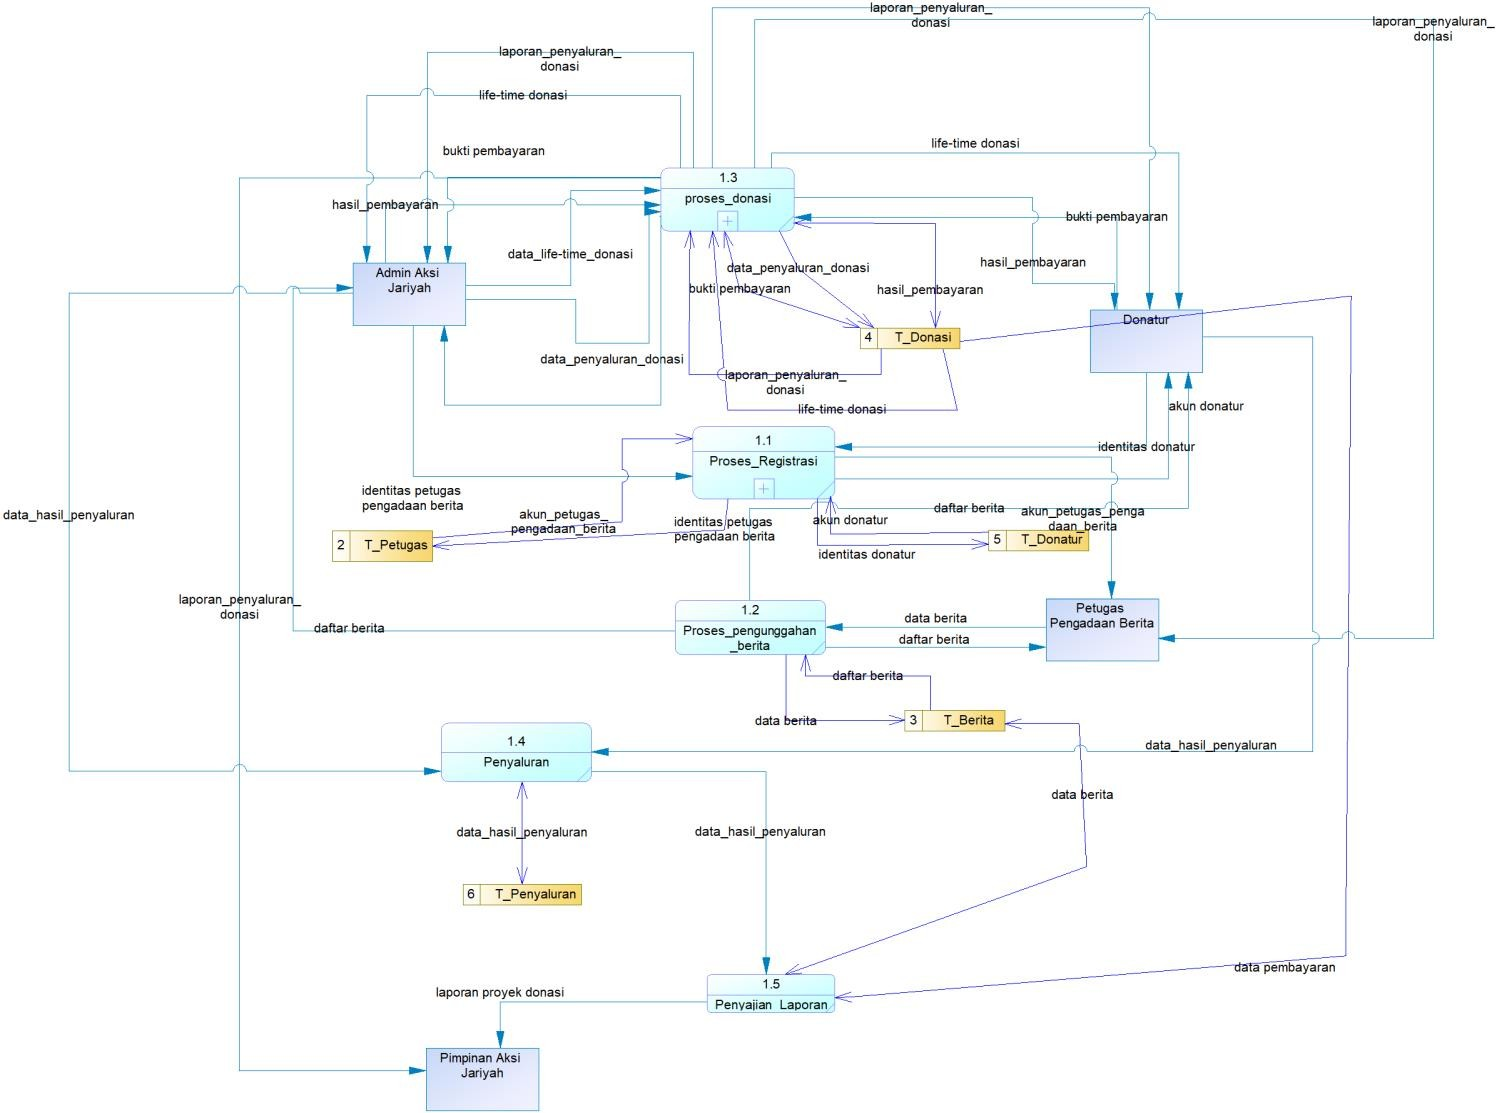 laporan_penyaluran_
donasi
laporan_penyaluran_
donasi
laporan_penyaluran_
donasi
life-time donasi
life-time donasi
bukti pembayaran
1.3
proses_donasi
hasil_pembayaran
bukti pembayaran
data_life-time_donasi
hasil_pembayaran
data_penyaluran_donasi
Admin Aksi
Jariyah
bukti pembayaran
hasil_pembayaran
Donatur
4
T_Donasi
data_penyaluran_donasi
laporan_penyaluran_
donasi
life-time donasi
akun donatur
1.1
Proses_Registrasi
identitas donatur
identitas petugas
pengadaan berita
data_hasil_penyaluran
akun_petugas_
pengadaan_berita
identitas petugas
pengadaan berita
akun donatur
daftar berita
akun_petugas_penga
daan_berita
2
T_Petugas
5
T_Donatur
identitas donatur
laporan_penyaluran_
donasi
daftar berita
1.2
Proses_pengunggahan
_berita
data berita
daftar berita
Petugas
Pengadaan Berita
daftar berita
data berita
3
T_Berita
1.4
Penyaluran
data_hasil_penyaluran
data berita
data_hasil_penyaluran
data_hasil_penyaluran
6
T_Penyaluran
data pembayaran
1.5
Penyajian_Laporan
laporan proyek donasi
Pimpinan Aksi
Jariyah